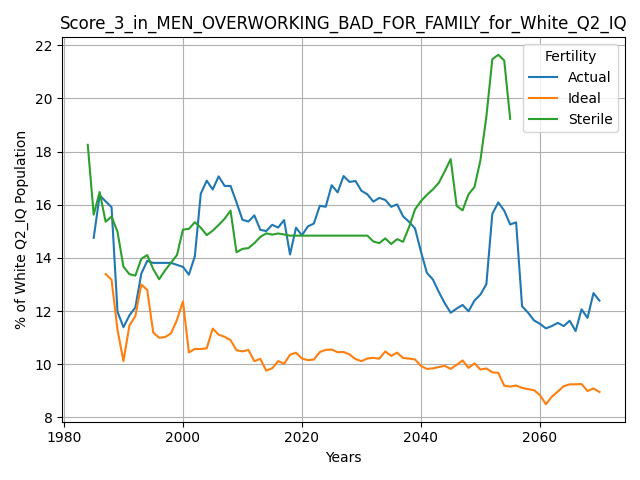 Score_3_in_MEN_OVERWORKING_BAD_FOR_FAMILY_for_White_Q2_IQ
% of White Q2_IQ Population
22
20
18
16
14
12
10
8
Fertility
Actual
Ideal
Sterile
1980 2000 2020 2040 2060
Years